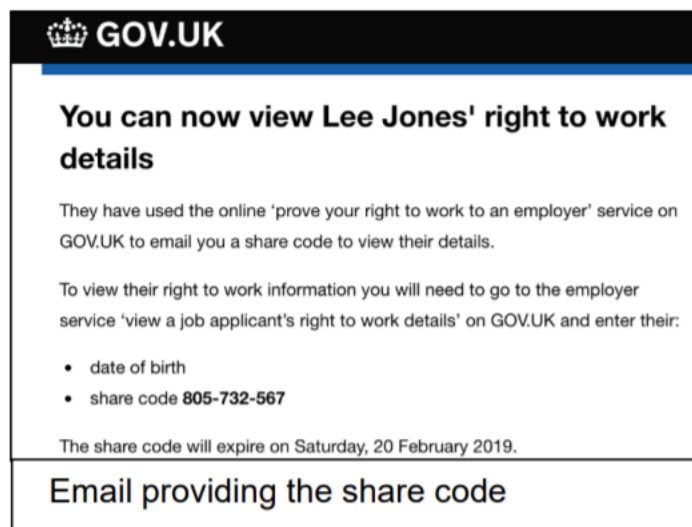 GOV.UK
You can now view Lee Jones' right to work
details
They have used the online ‘prove your right to work to an employer’ service on
GOV.UK to email you a share code to view their details.
To view their right to work information you will need to go to the employer
service ‘view a job applicant’s right to work details’ on GOV.UK and enter their:
• date of birth
• share code 805-732-567
The share code will expire on Saturday, 20 February 2019.
Email providing the share code